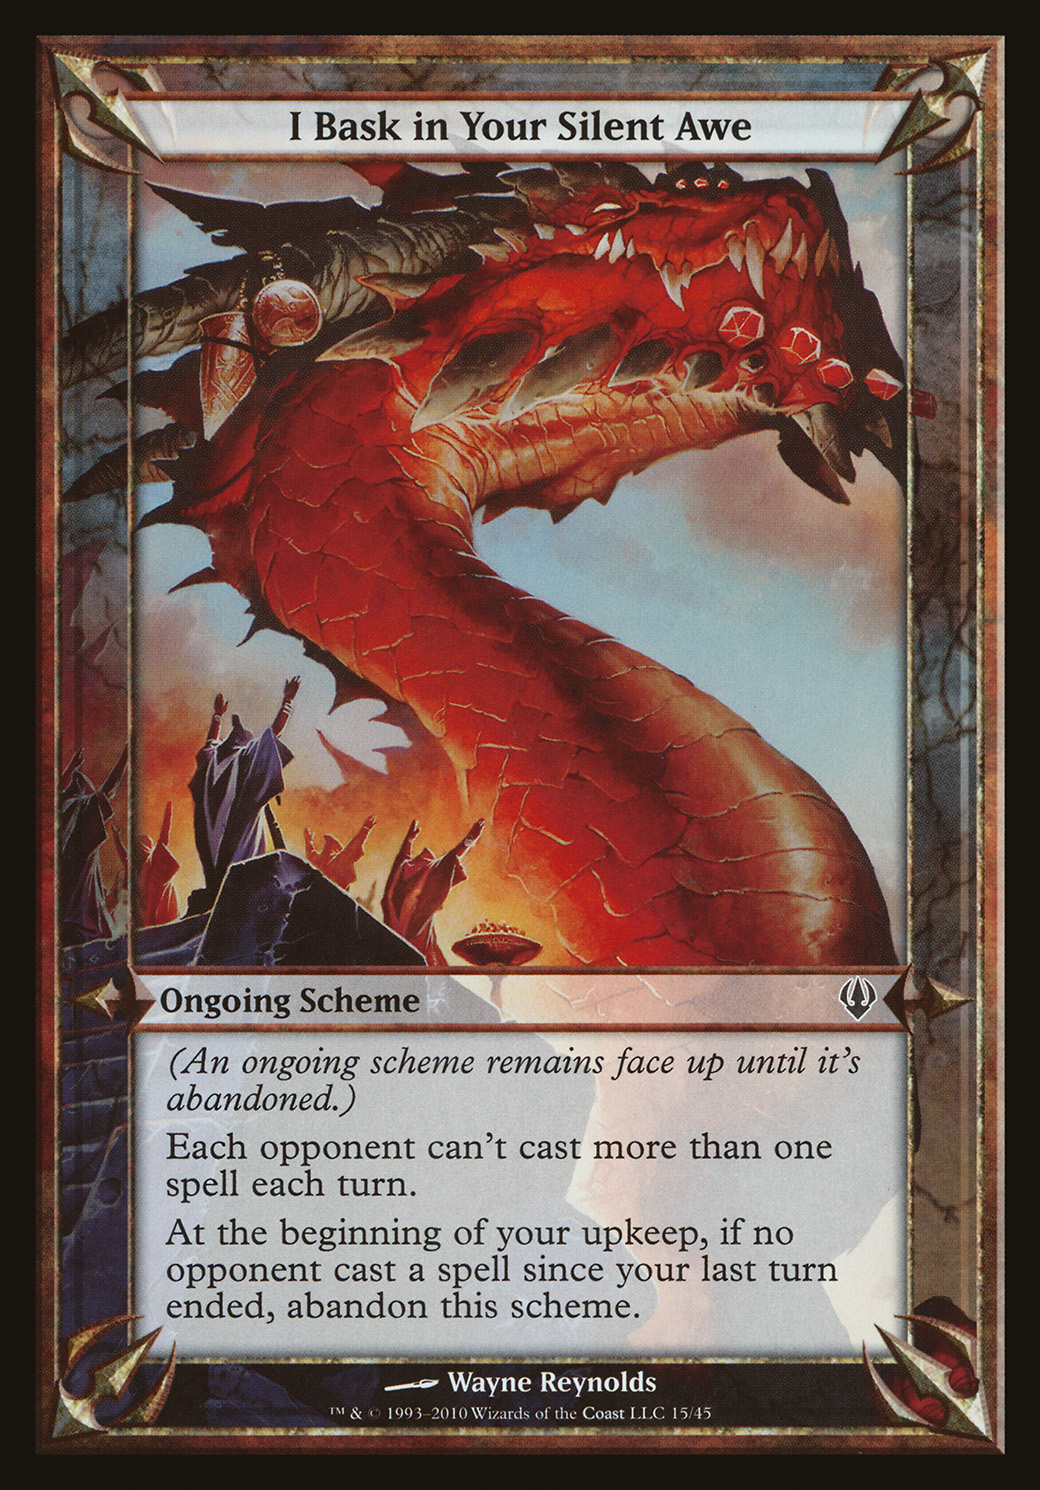 I Bask in Your Silent Awe
Ongoing Scheme
(An ongoing scheme remains face up until it's
abandoned.)
Each opponent can't cast more than one
spell each turn.
At the beginning of your upkeep, if no
opponent cast a spell since your last turn
ended, abandon this scheme.
Wayne Reynolds
™ & © 1993–2010 Wizards of the Coast LLC 15/45